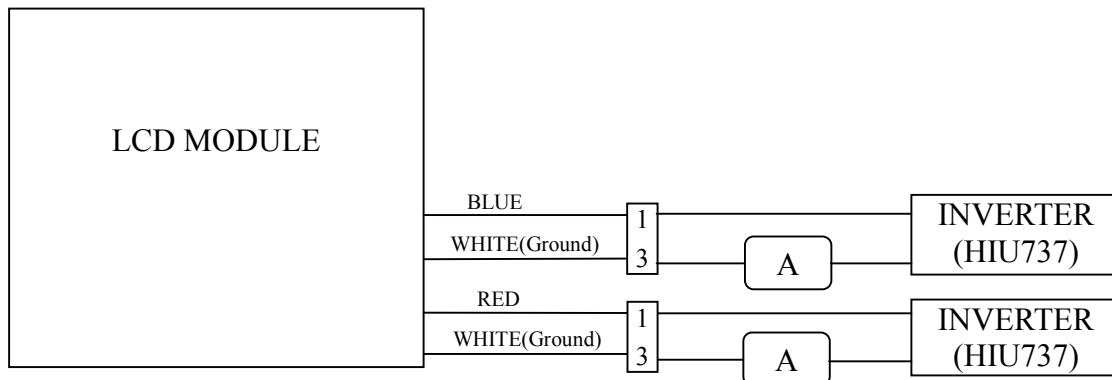 LCD MODULE
BLUE
WHITE(Ground)
1
3
A
INVERTER
(HIU737)
RED
WHITE(Ground)
1
3
A
INVERTER
(HIU737)